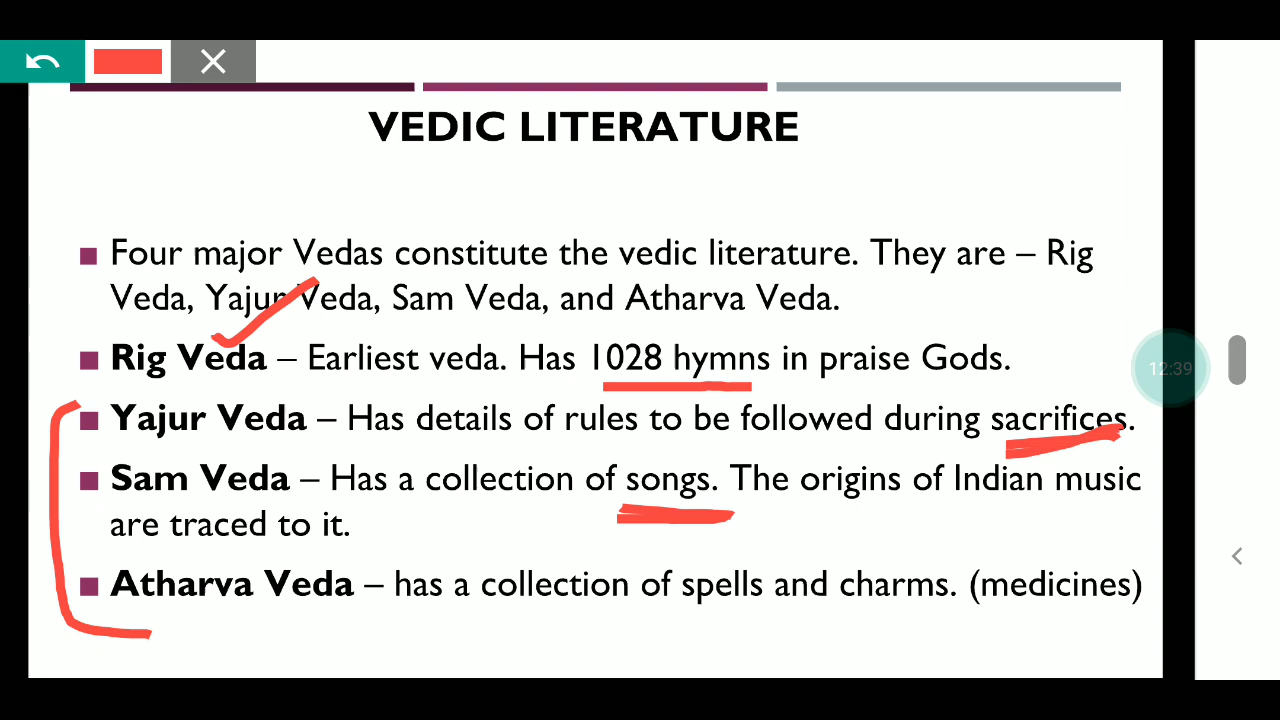 VEDIC LITERATURE
■ Four major Vedas constitute the vedic literature. They are – Rig
Veda, Yajur Veda, Sam Veda, and Atharva Veda.
■ Rig Veda – Earliest veda. Has 1028 hymns in praise Gods.
■ Yajur Veda – Has details of rules to be followed during sacrifices.
12:39
■ Sam Veda – Has a collection of songs. The origins of Indian music
are traced to it.
■ Atharva Veda – has a collection of spells and charms. (medicines)